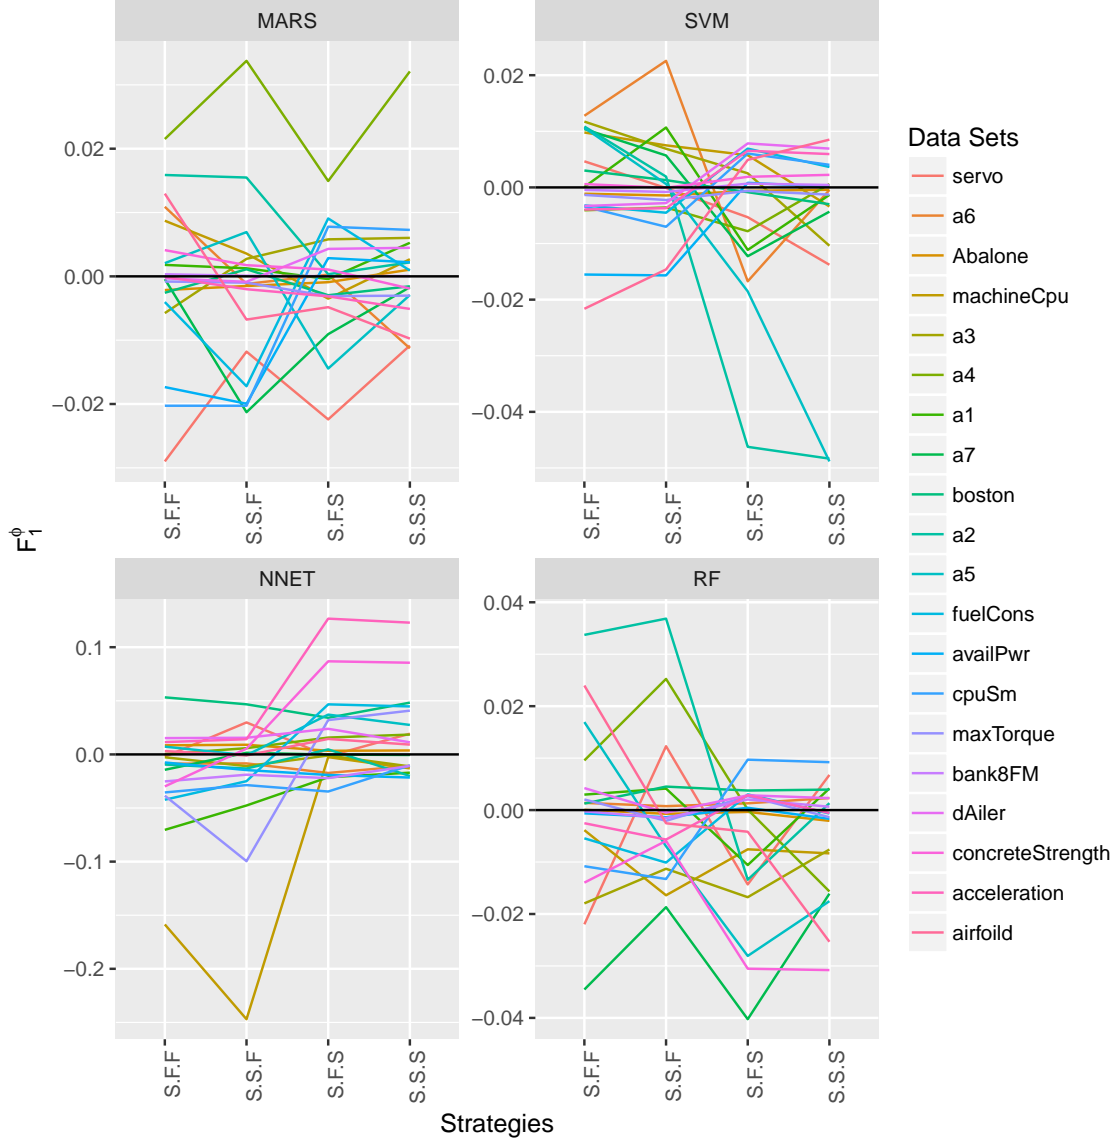 MARS
SVM
0.02
0.00
−0.02
0.02
0.00
−0.02
−0.04
S.F.F
S.S.F
S.F.S
S.S.S
S.F.F
S.S.F
S.F.S
S.S.S
F₁^ϕ
NNET
RF
0.1
0.0
−0.1
−0.2
0.04
0.02
0.00
−0.02
−0.04
S.F.F
S.S.F
S.F.S
S.S.S
S.F.F
S.S.F
S.F.S
S.S.S
Strategies
Data Sets
servo
a6
Abalone
machineCpu
a3
a4
a1
a7
boston
a2
a5
fuelCons
availPwr
cpuSm
maxTorque
bank8FM
dAiler
concreteStrength
acceleration
airfoild